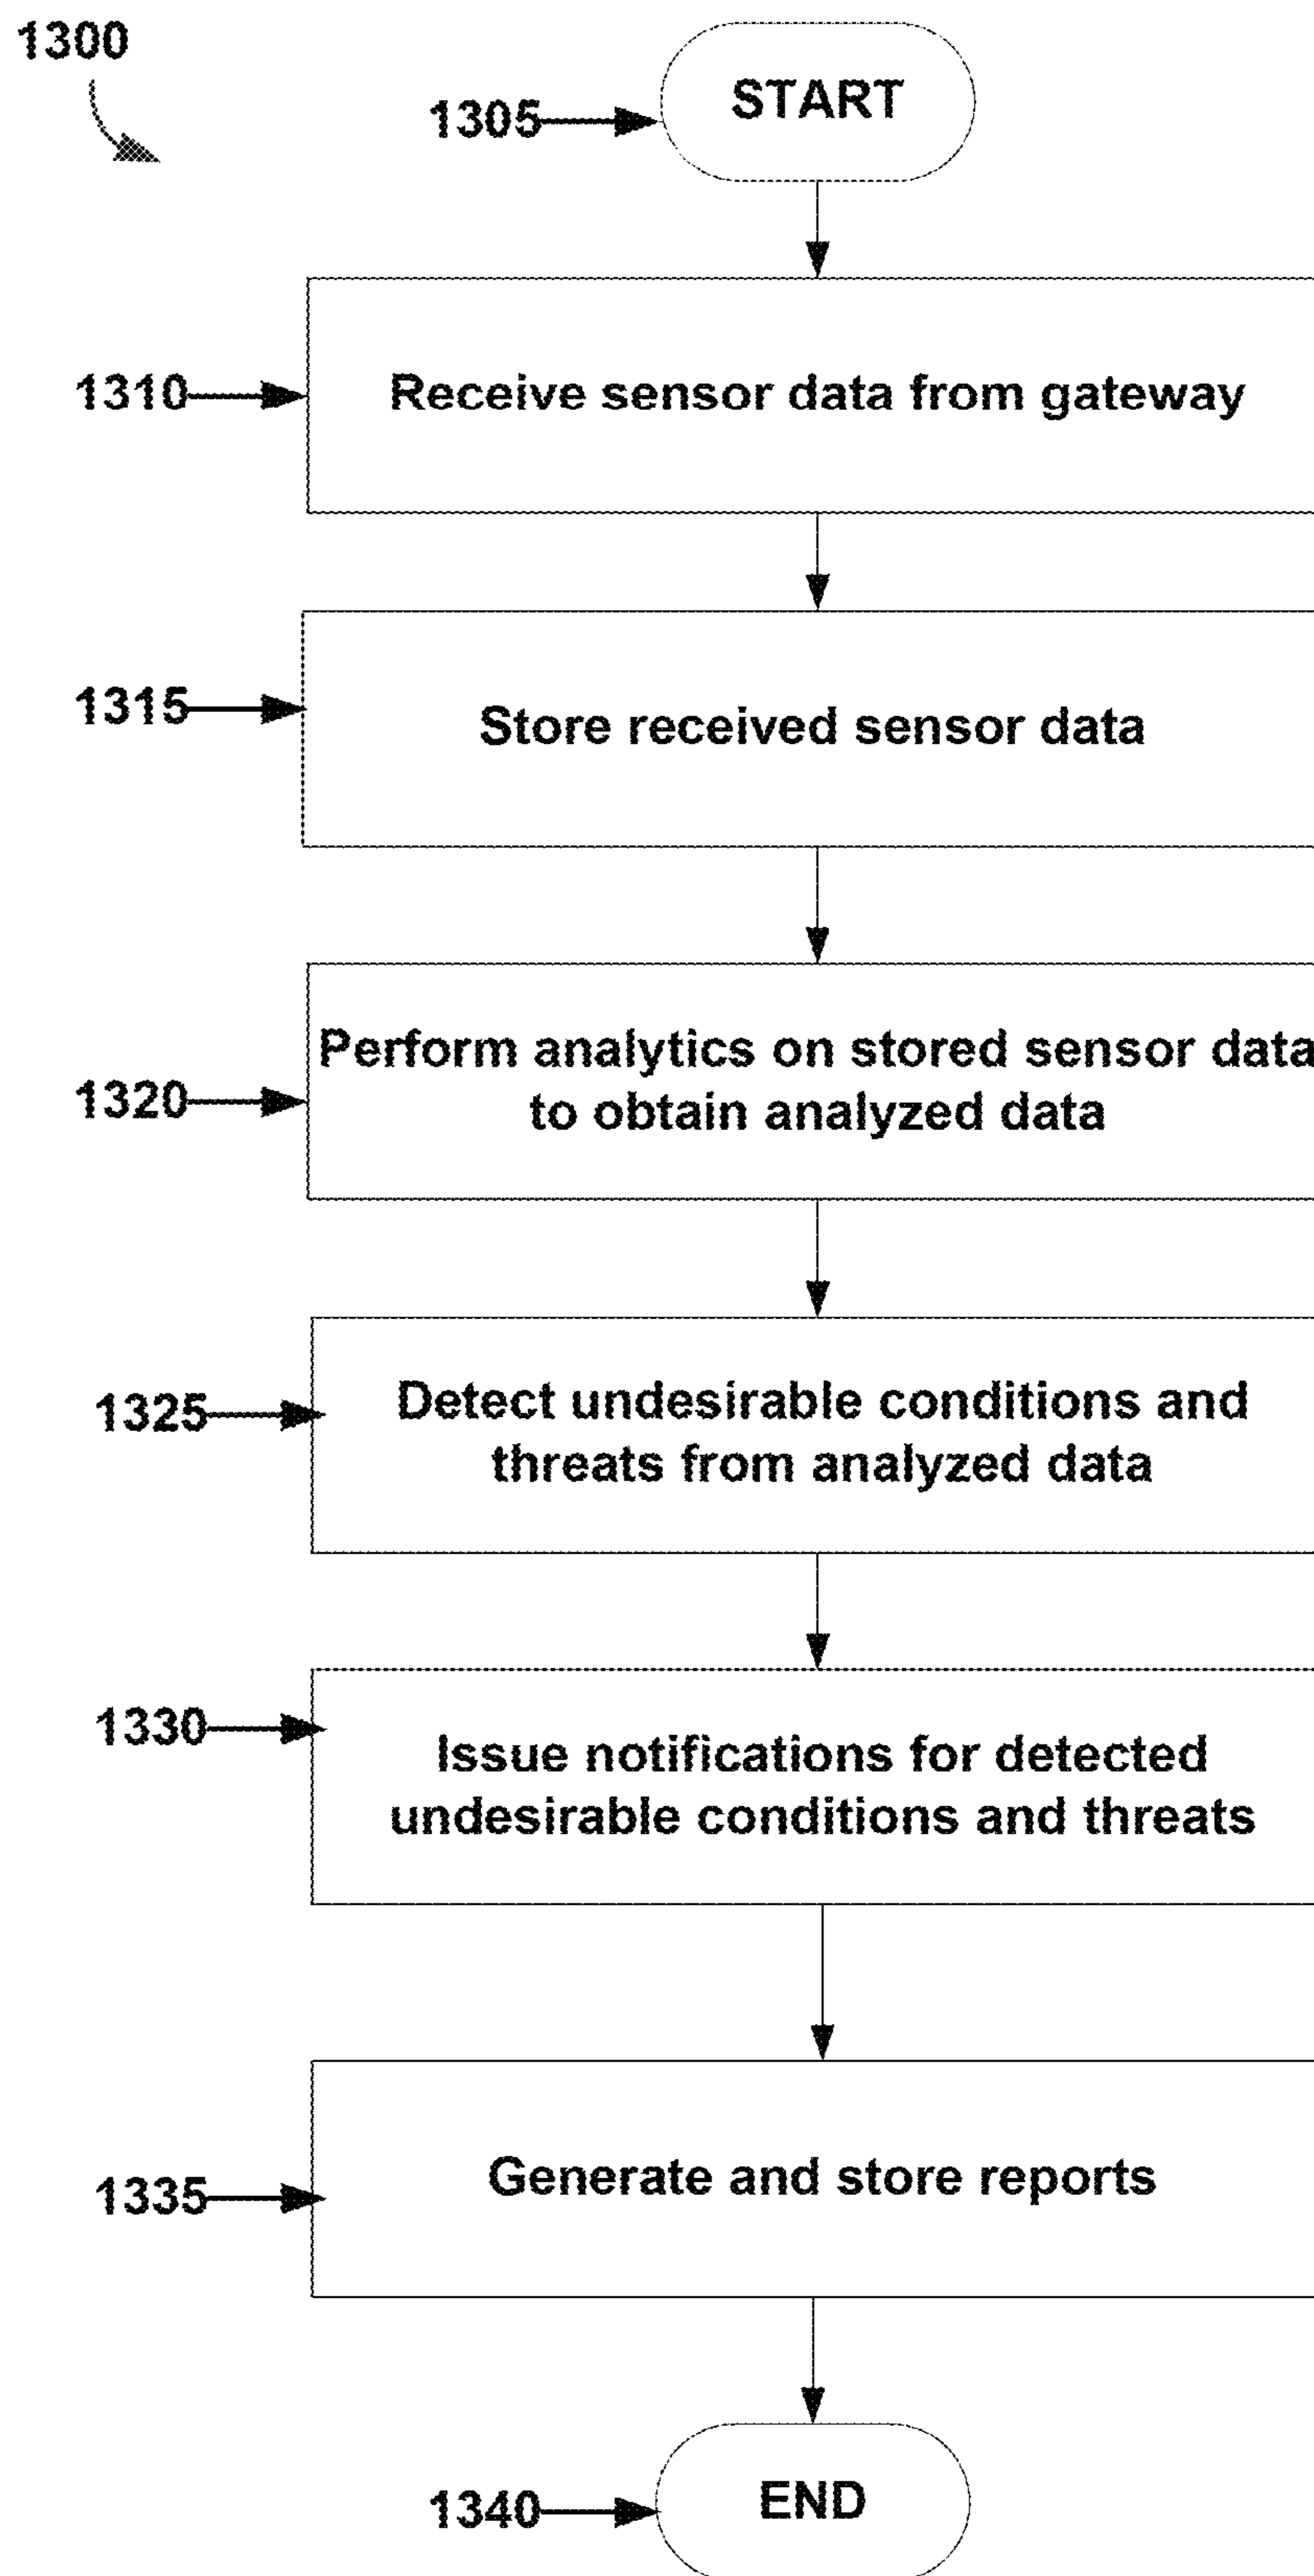 1300
1305
START
1310
Receive sensor data from gateway
1315
Store received sensor data
1320
Perform analytics on stored sensor data
to obtain analyzed data
1325
Detect undesirable conditions and
threats from analyzed data
1330
Issue notifications for detected
undesirable conditions and threats
1335
Generate and store reports
1340
END